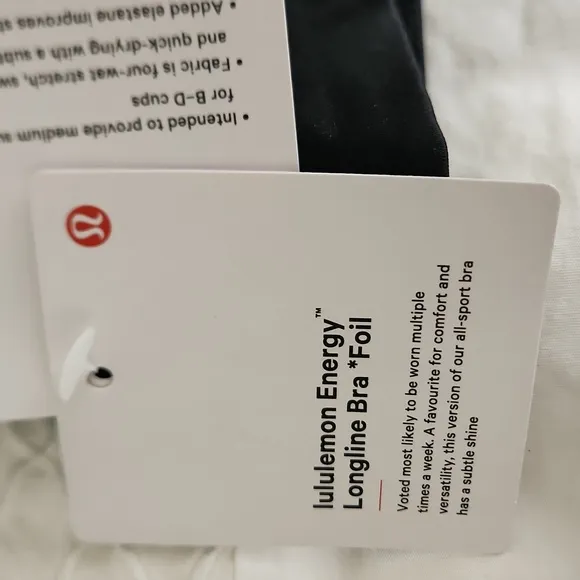 lululemon Energy™
Longline Bra *Foil
Voted most likely to be worn multiple
times a week. A favourite for comfort and
versatility, this version of our all-sport bra
has a subtle shine
• Intended to provide medium
for B–D cups
• Fabric is four-way stretch,
and quick-drying with a
• Added elastane improves